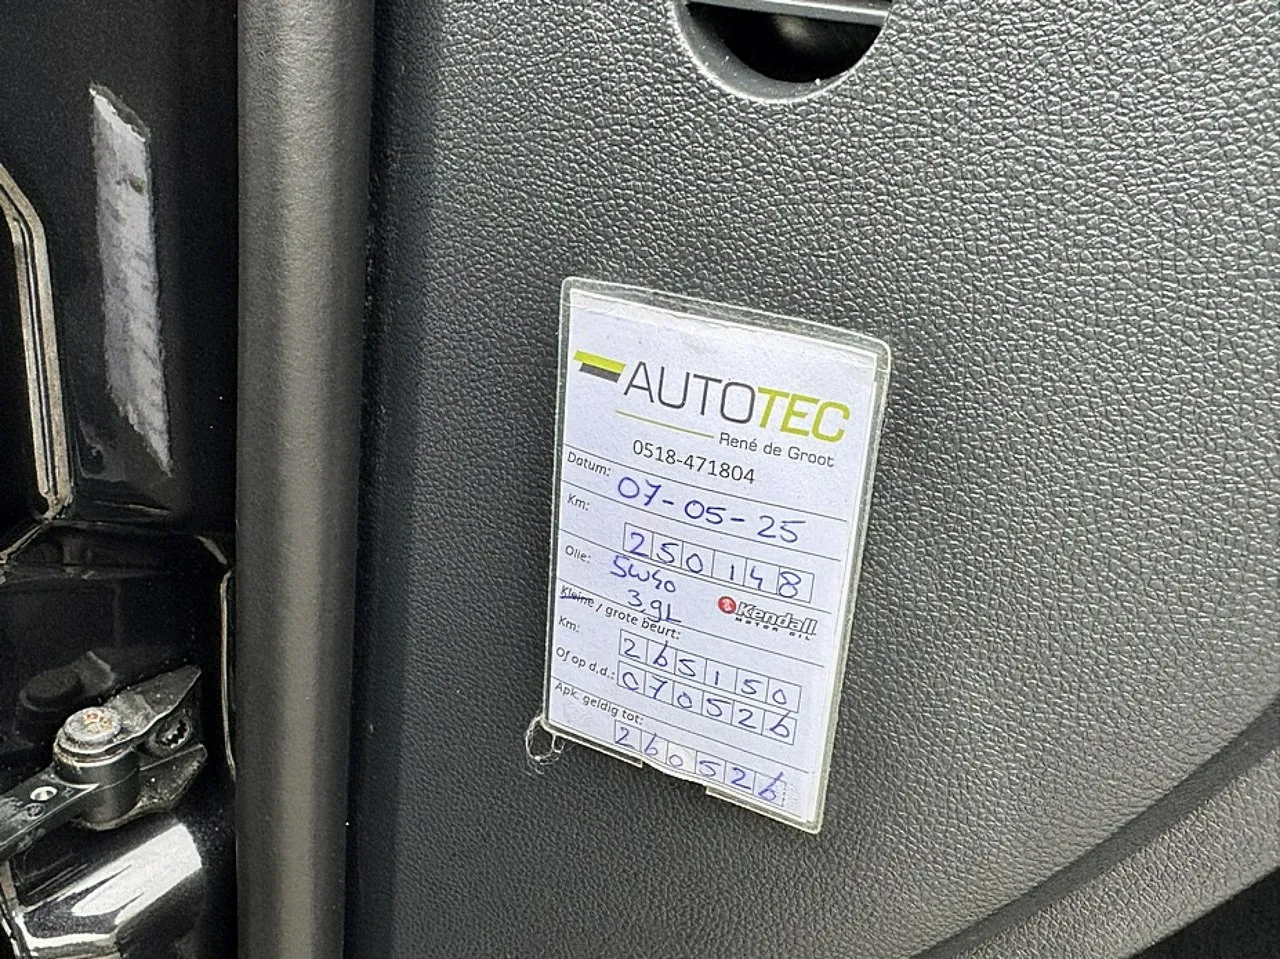 AUTOTEC
René de Groot
0518-471804
Datum: 07-05-25
Km: 250148
Olie: 5W40
3,9L
Kendall
MOTOR OIL
Kleine / grote beurt:
Km: 265150
Of op d.d.: 070526
Apk. geldig tot:
260526